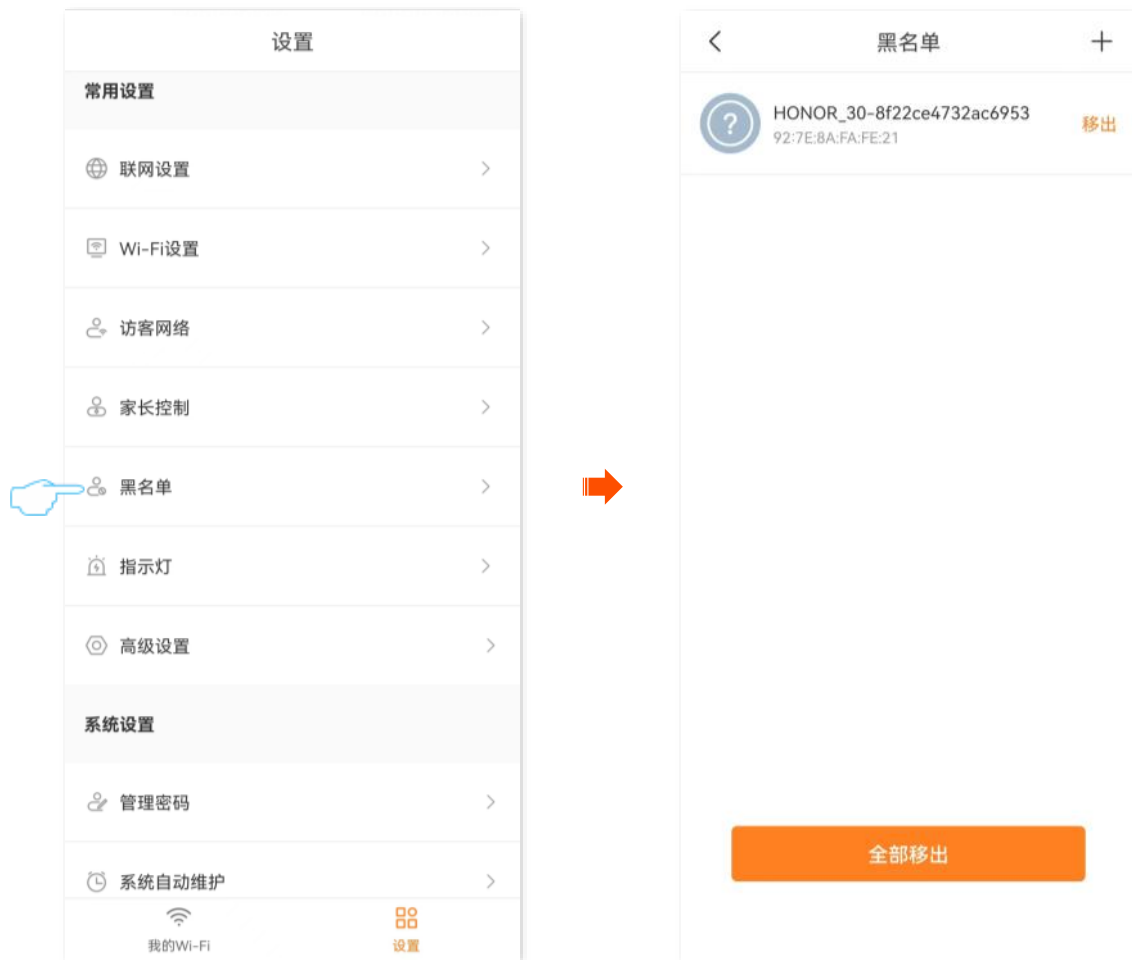 设置
常用设置
联网设置
Wi-Fi设置
访客网络
家长控制
黑名单
指示灯
高级设置
系统设置
管理密码
系统自动维护
我的Wi-Fi
设置
黑名单
HONOR_30-8f22ce4732ac6953
92:7E:8A:FA:FE:21
移出
全部移出